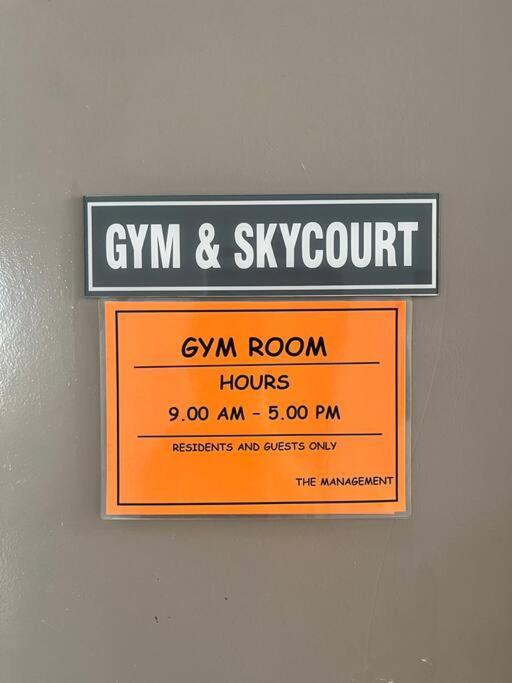 GYM & SKYCOURT
GYM ROOM
HOURS
9.00 AM - 5.00 PM
RESIDENTS AND GUESTS ONLY
THE MANAGEMENT